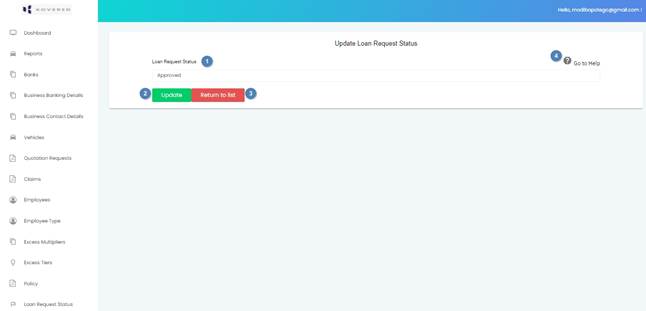 KOVERED
Hello, madibapotego@gmail.com !
Dashboard
Reports
Banks
Business Banking Details
Business Contact Details
Vehicles
Quotation Requests
Claims
Employees
Employee Type
Excess Multipliers
Excess Tiers
Policy
Loan Request Status
Update Loan Request Status
Loan Request Status 1
4 ? Go to Help
Approved
2 Update Return to list 3